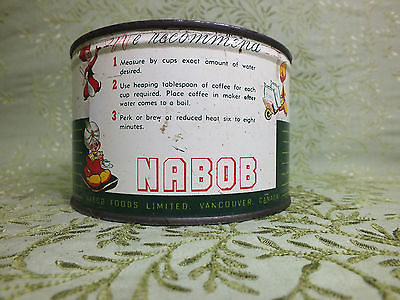 We recommend
1 Measure by cups exact amount of water
desired.
2 Use heaping tablespoon of coffee for each
cup required. Place coffee in maker after
water comes to a boil.
3 Perk or brew at reduced heat six to eight
minutes.
NABOB
NABOB FOODS LIMITED, VANCOUVER, CANADA